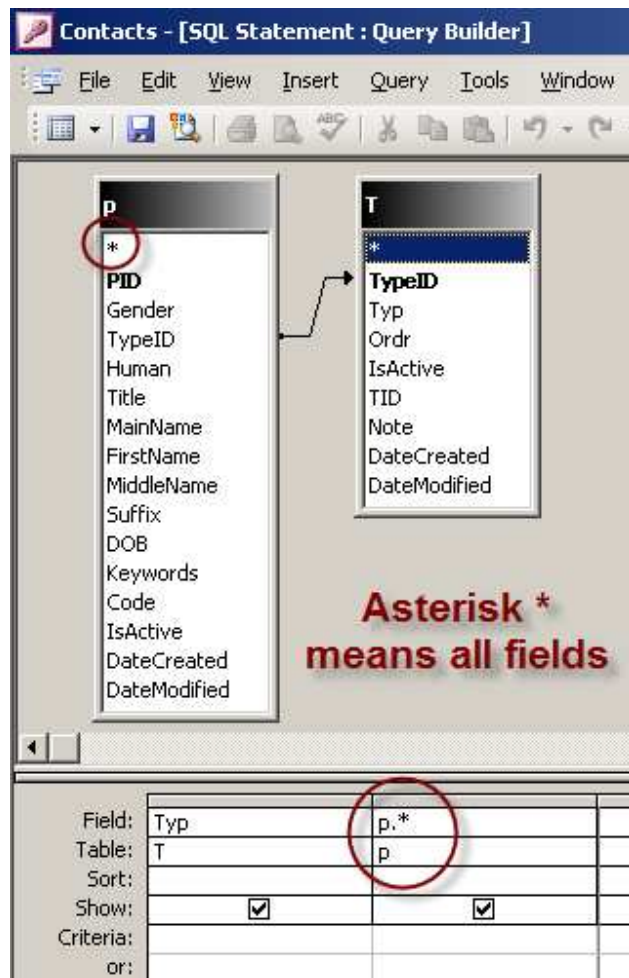 Contacts - [SQL Statement : Query Builder]
File Edit View Insert Query Tools Window
ABC
p
*
PID
Gender
TypeID
Human
Title
MainName
FirstName
MiddleName
Suffix
DOB
Keywords
Code
IsActive
DateCreated
DateModified
T
*
TypeID
Typ
Ordr
IsActive
TID
Note
DateCreated
DateModified
Asterisk *
means all fields
Field: Typ p.*
Table: T p
Sort:
Show:
Criteria:
or: